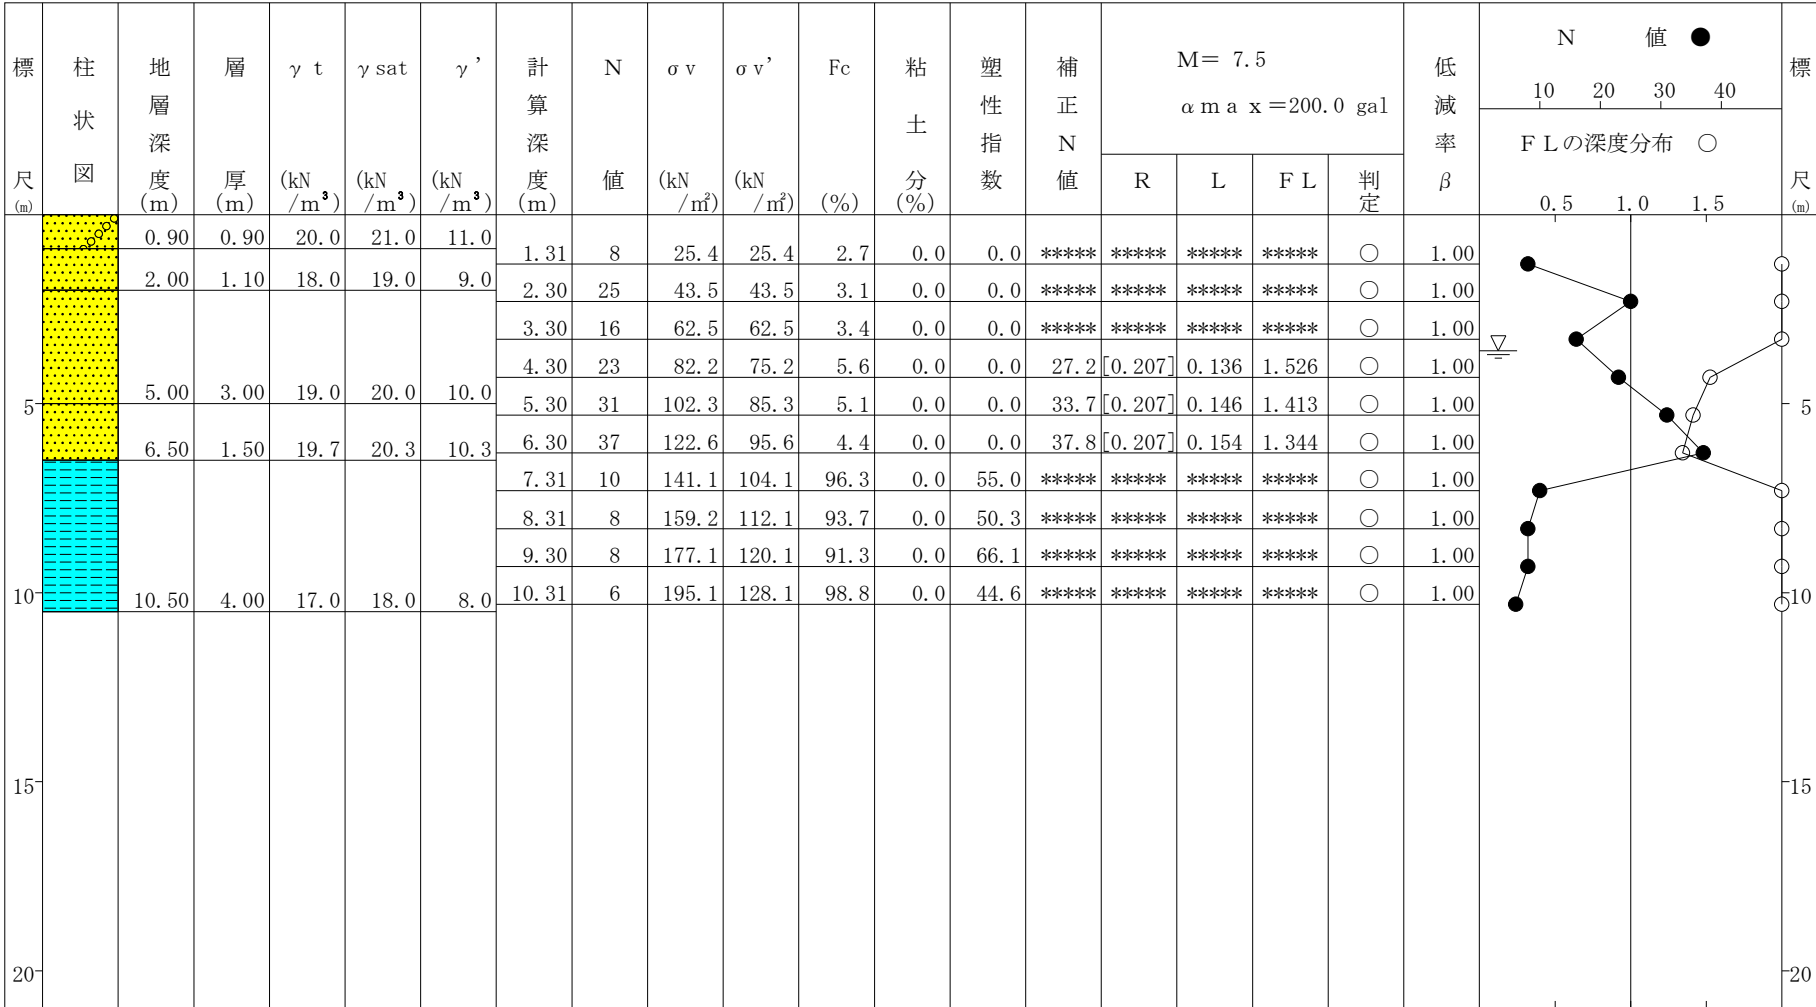 標尺(m) 柱状図 地層深度(m) 層厚(m) γt(kN/m³) γsat(kN/m³) γ'(kN/m³) 計算深度(m) N値 σv(kN/㎡) σv'(kN/㎡) Fc(%) 粘土分(%) 塑性指数 補正N値 M= 7.5 αmax=200.0 gal R L FL 判定 低減率β N 値 ● 標尺(m)
10 20 30 40
FLの深度分布 ○
0.5 1.0 1.5
0.90 0.90 20.0 21.0 11.0
1.31 8 25.4 25.4 2.7 0.0 0.0 ***** ***** ***** ***** ○ 1.00
2.00 1.10 18.0 19.0 9.0
2.30 25 43.5 43.5 3.1 0.0 0.0 ***** ***** ***** ***** ○ 1.00
3.30 16 62.5 62.5 3.4 0.0 0.0 ***** ***** ***** ***** ○ 1.00
4.30 23 82.2 75.2 5.6 0.0 0.0 27.2 [0.207] 0.136 1.526 ○ 1.00
5.00 3.00 19.0 20.0 10.0
5 5.30 31 102.3 85.3 5.1 0.0 0.0 33.7 [0.207] 0.146 1.413 ○ 1.00 5
6.30 37 122.6 95.6 4.4 0.0 0.0 37.8 [0.207] 0.154 1.344 ○ 1.00
6.50 1.50 19.7 20.3 10.3
7.31 10 141.1 104.1 96.3 0.0 55.0 ***** ***** ***** ***** ○ 1.00
8.31 8 159.2 112.1 93.7 0.0 50.3 ***** ***** ***** ***** ○ 1.00
9.30 8 177.1 120.1 91.3 0.0 66.1 ***** ***** ***** ***** ○ 1.00
10 10.31 6 195.1 128.1 98.8 0.0 44.6 ***** ***** ***** ***** ○ 1.00 10
10.50 4.00 17.0 18.0 8.0
15 15
20 20